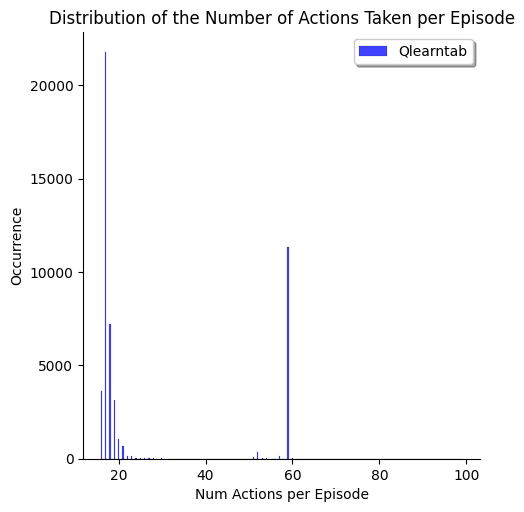 Distribution of the Number of Actions Taken per Episode
Qlearntab
20000
15000
10000
5000
0
Occurrence
20
40
60
80
100
Num Actions per Episode